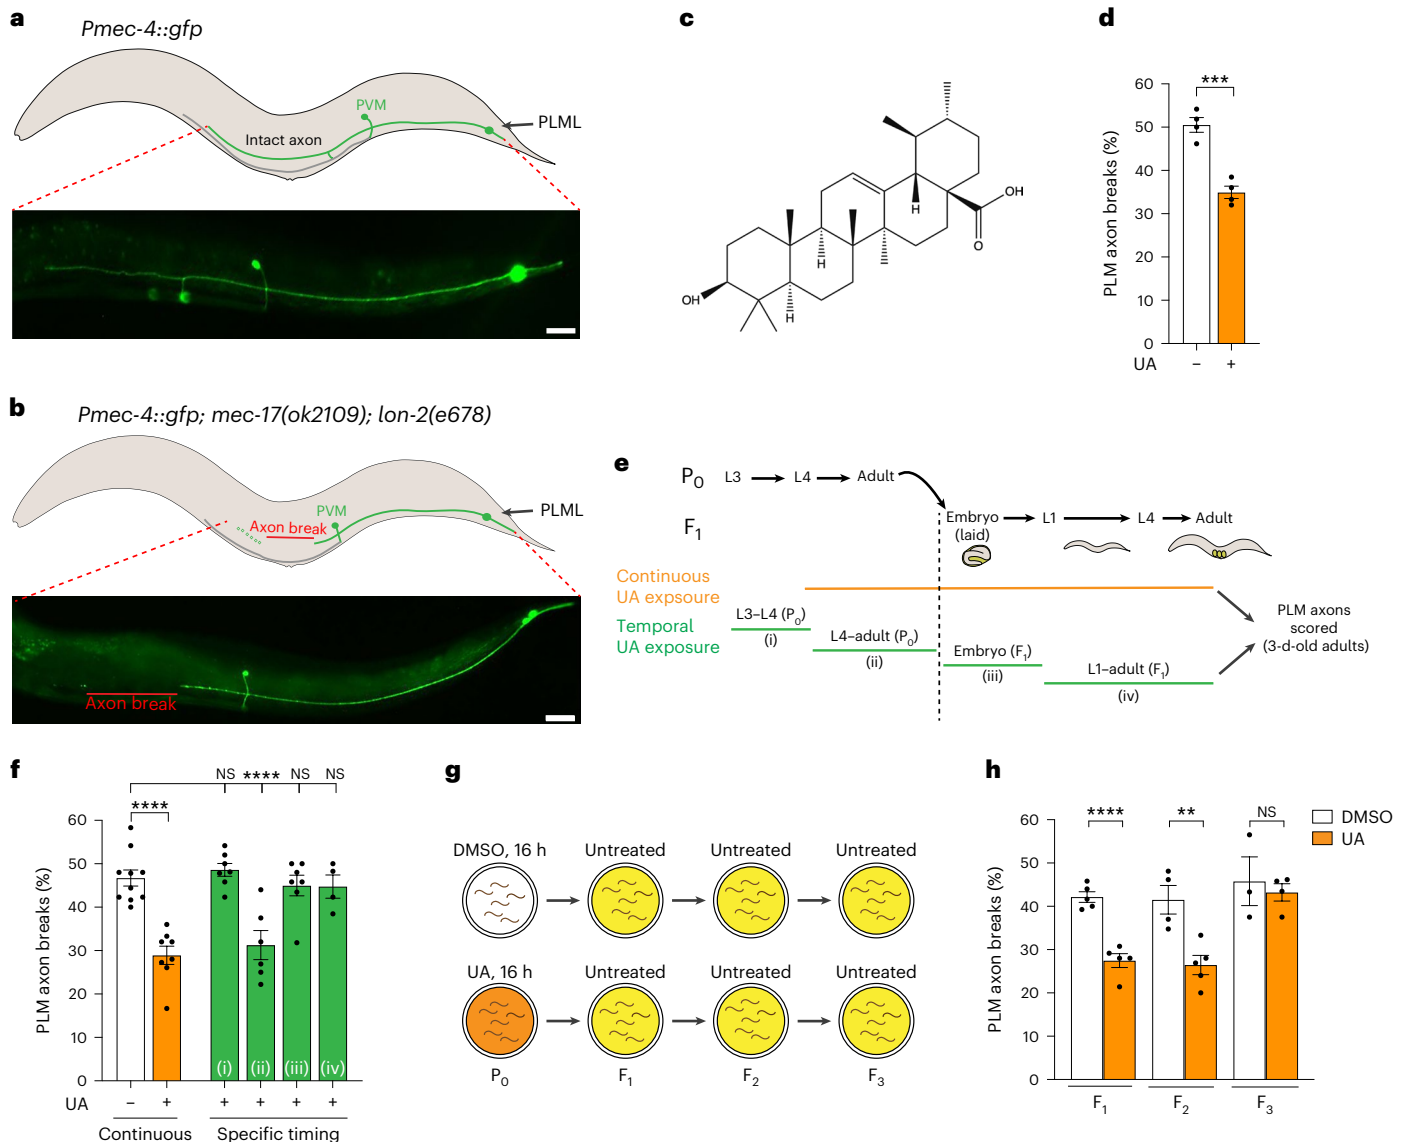 a
Pmec-4::gfp
PVM
Intact axon
PLML
b
Pmec-4::gfp; mec-17(ok2109); lon-2(e678)
PVM
Axon break
PLML
Axon break
c
OH
H
H
H
O
OH
d
***
60
50
40
30
20
10
0
PLM axon breaks (%)
UA − +
e
P0 L3 L4 Adult
F1 Embryo (laid) L1 L4 Adult
Continuous
UA expsoure
Temporal
UA exposure
L3–L4 (P0)
(i)
L4–adult (P0)
(ii)
Embryo (F1)
(iii)
L1–adult (F1)
(iv)
PLM axons
scored
(3-d-old adults)
f
NS **** NS NS
****
60
50
40
30
20
10
0
PLM axon breaks (%)
(i) (ii) (iii) (iv)
UA − + + + + +
Continuous Specific timing
g
DMSO, 16 h Untreated Untreated Untreated
UA, 16 h Untreated Untreated Untreated
P0 F1 F2 F3
h
**** ** NS
DMSO
UA
60
50
40
30
20
10
0
PLM axon breaks (%)
F1 F2 F3